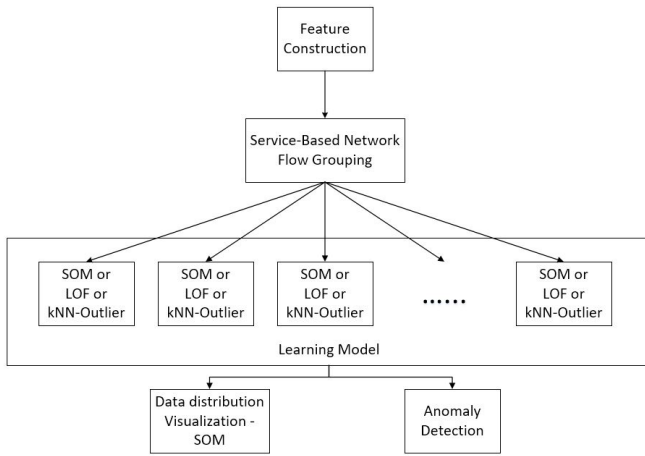 Feature
Construction
Service-Based Network
Flow Grouping
SOM or
LOF or
kNN-Outlier
SOM or
LOF or
kNN-Outlier
SOM or
LOF or
kNN-Outlier
......
SOM or
LOF or
kNN-Outlier
Learning Model
Data distribution
Visualization -
SOM
Anomaly
Detection